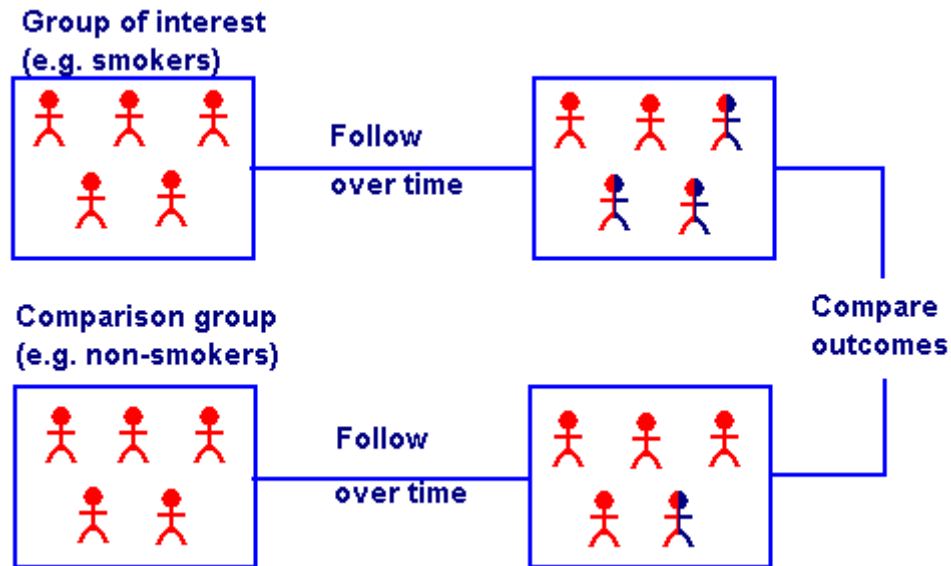 Group of interest
(e.g. smokers)
Follow
over time
Comparison group
(e.g. non-smokers)
Follow
over time
Compare
outcomes